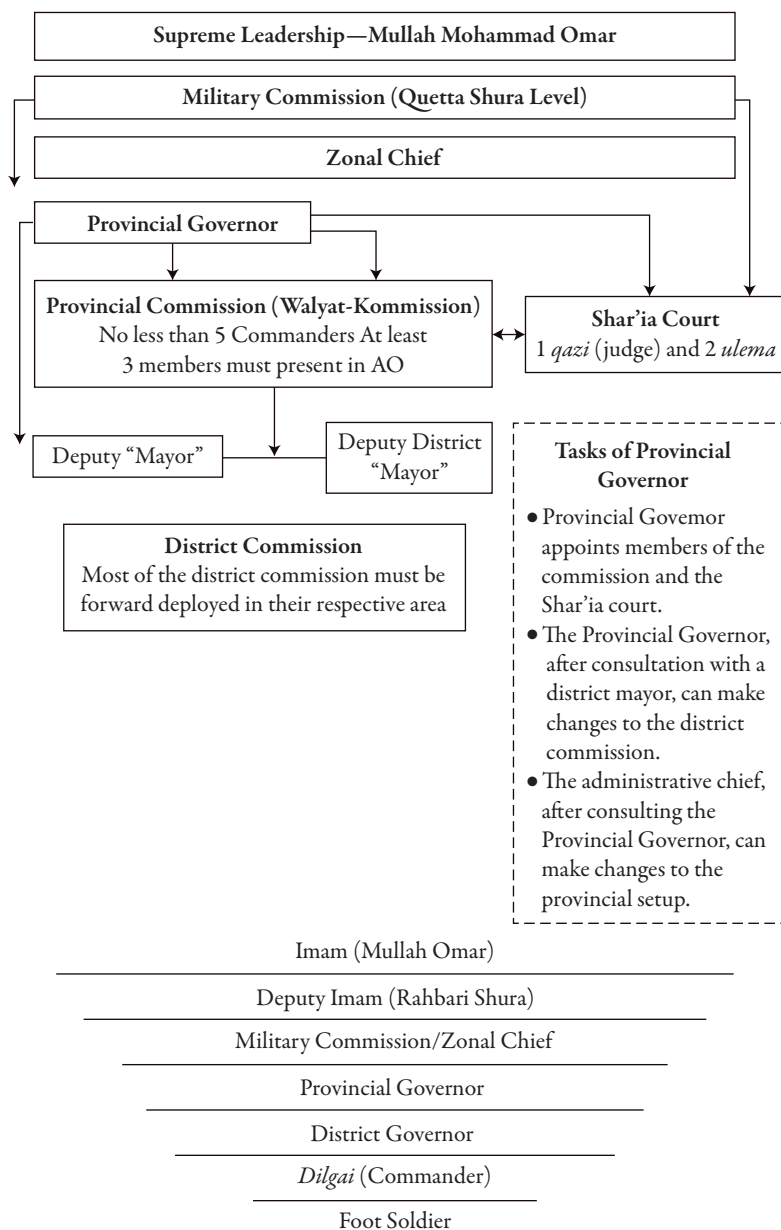 Supreme Leadership—Mullah Mohammad Omar
Military Commission (Quetta Shura Level)
Zonal Chief
Provincial Governor
Provincial Commission (Walyat-Kommission)
No less than 5 Commanders At least
3 members must present in AO
Shar'ia Court
1 qazi (judge) and 2 ulema
Deputy “Mayor”
Deputy District
“Mayor”
District Commission
Most of the district commission must be
forward deployed in their respective area
Tasks of Provincial
Governor
● Provincial Govemor
appoints members of the
commission and the
Shar'ia court.
● The Provincial Governor,
after consultation with a
district mayor, can make
changes to the district
commission.
● The administrative chief,
after consulting the
Provincial Governor, can
make changes to the
provincial setup.
Imam (Mullah Omar)
Deputy Imam (Rahbari Shura)
Military Commission/Zonal Chief
Provincial Governor
District Governor
Dilgai (Commander)
Foot Soldier